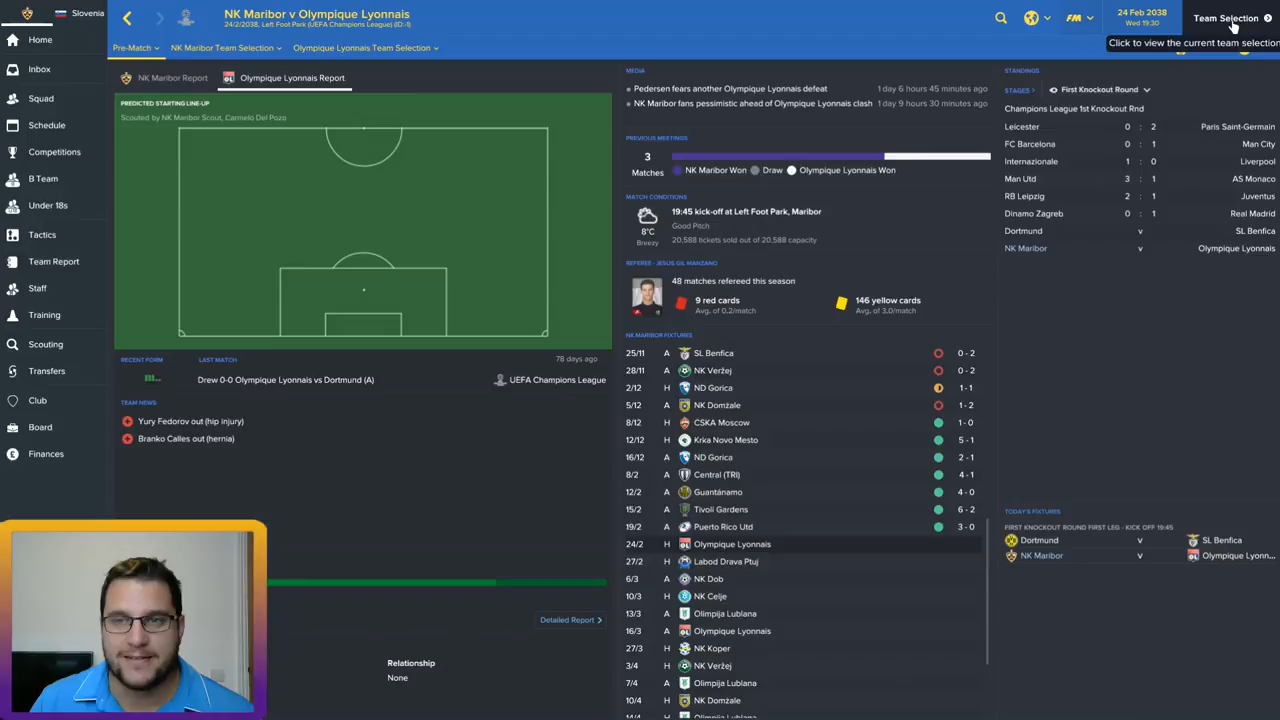 Slovenia
Home
Inbox
Squad
Schedule
Competitions
B Team
Under 18s
Tactics
Team Report
Staff
Training
Scouting
Transfers
Club
Board
Finances
NK Maribor v Olympique Lyonnais
24/2/2038, Left Foot Park (UEFA Champions League) (ID:-1)
FM
24 Feb 2038
Wed 19:30
Team Selection
Click to view the current team selection
Pre-Match
NK Maribor Team Selection
Olympique Lyonnais Team Selection
NK Maribor Report
Olympique Lyonnais Report
PREDICTED STARTING LINE-UP
Scouted by NK Maribor Scout, Carmelo Del Pozo
RECENT FORM
LAST MATCH
78 days ago
Drew 0-0 Olympique Lyonnais vs Dortmund (A)
UEFA Champions League
TEAM NEWS
Yury Fedorov out (hip injury)
Branko Calles out (hernia)
Detailed Report
Relationship
None
MEDIA
Pedersen fears another Olympique Lyonnais defeat 1 day 6 hours 45 minutes ago
NK Maribor fans pessimistic ahead of Olympique Lyonnais clash 1 day 9 hours 30 minutes ago
PREVIOUS MEETINGS
3
Matches
NK Maribor Won Draw Olympique Lyonnais Won
MATCH CONDITIONS
8°C
Breezy
19:45 kick-off at Left Foot Park, Maribor
Good Pitch
20,588 tickets sold out of 20,588 capacity
REFEREE - JESUS GIL MANZANO
48 matches refereed this season
9 red cards
Avg. of 0.2/match
146 yellow cards
Avg. of 3.0/match
NK MARIBOR FIXTURES
25/11 A SL Benfica 0 - 2
28/11 A NK Veržej 0 - 2
2/12 H ND Gorica 1 - 1
5/12 A NK Domžale 1 - 2
8/12 H CSKA Moscow 1 - 0
12/12 H Krka Novo Mesto 5 - 1
16/12 A ND Gorica 2 - 1
8/2 A Central (TRI) 4 - 1
12/2 A Guantánamo 4 - 0
15/2 A Tivoli Gardens 6 - 2
19/2 A Puerto Rico Utd 3 - 0
24/2 H Olympique Lyonnais
27/2 H Labod Drava Ptuj
6/3 A NK Dob
10/3 H NK Celje
13/3 A Olimpija Lublana
16/3 A Olympique Lyonnais
27/3 H NK Koper
3/4 H NK Veržej
7/4 A Olimpija Lublana
10/4 H NK Domžale
14/4 H Olimpija Lublana
STANDINGS
STAGES First Knockout Round
Champions League 1st Knockout Rnd
Leicester 0 : 2 Paris Saint-Germain
FC Barcelona 0 : 1 Man City
Internazionale 1 : 0 Liverpool
Man Utd 3 : 1 AS Monaco
RB Leipzig 2 : 1 Juventus
Dinamo Zagreb 0 : 1 Real Madrid
Dortmund v SL Benfica
NK Maribor v Olympique Lyonnais
TODAY'S FIXTURES
FIRST KNOCKOUT ROUND FIRST LEG - KICK OFF 19:45
Dortmund v SL Benfica
NK Maribor v Olympique Lyonn...